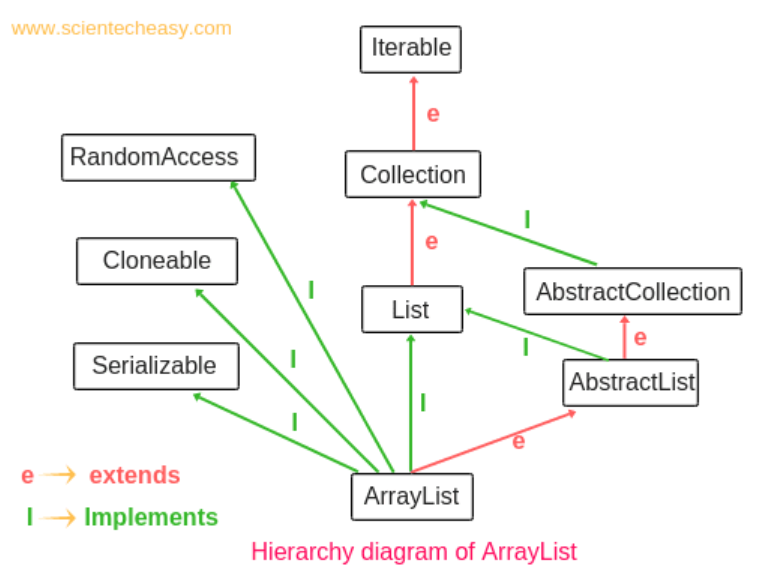 www.scientecheasy.com
Iterable
e
RandomAccess
Collection
I
e
Cloneable
AbstractCollection
I
List
I
e
Serializable
I
AbstractList
I
I
e
e → extends
ArrayList
I → Implements
Hierarchy diagram of ArrayList